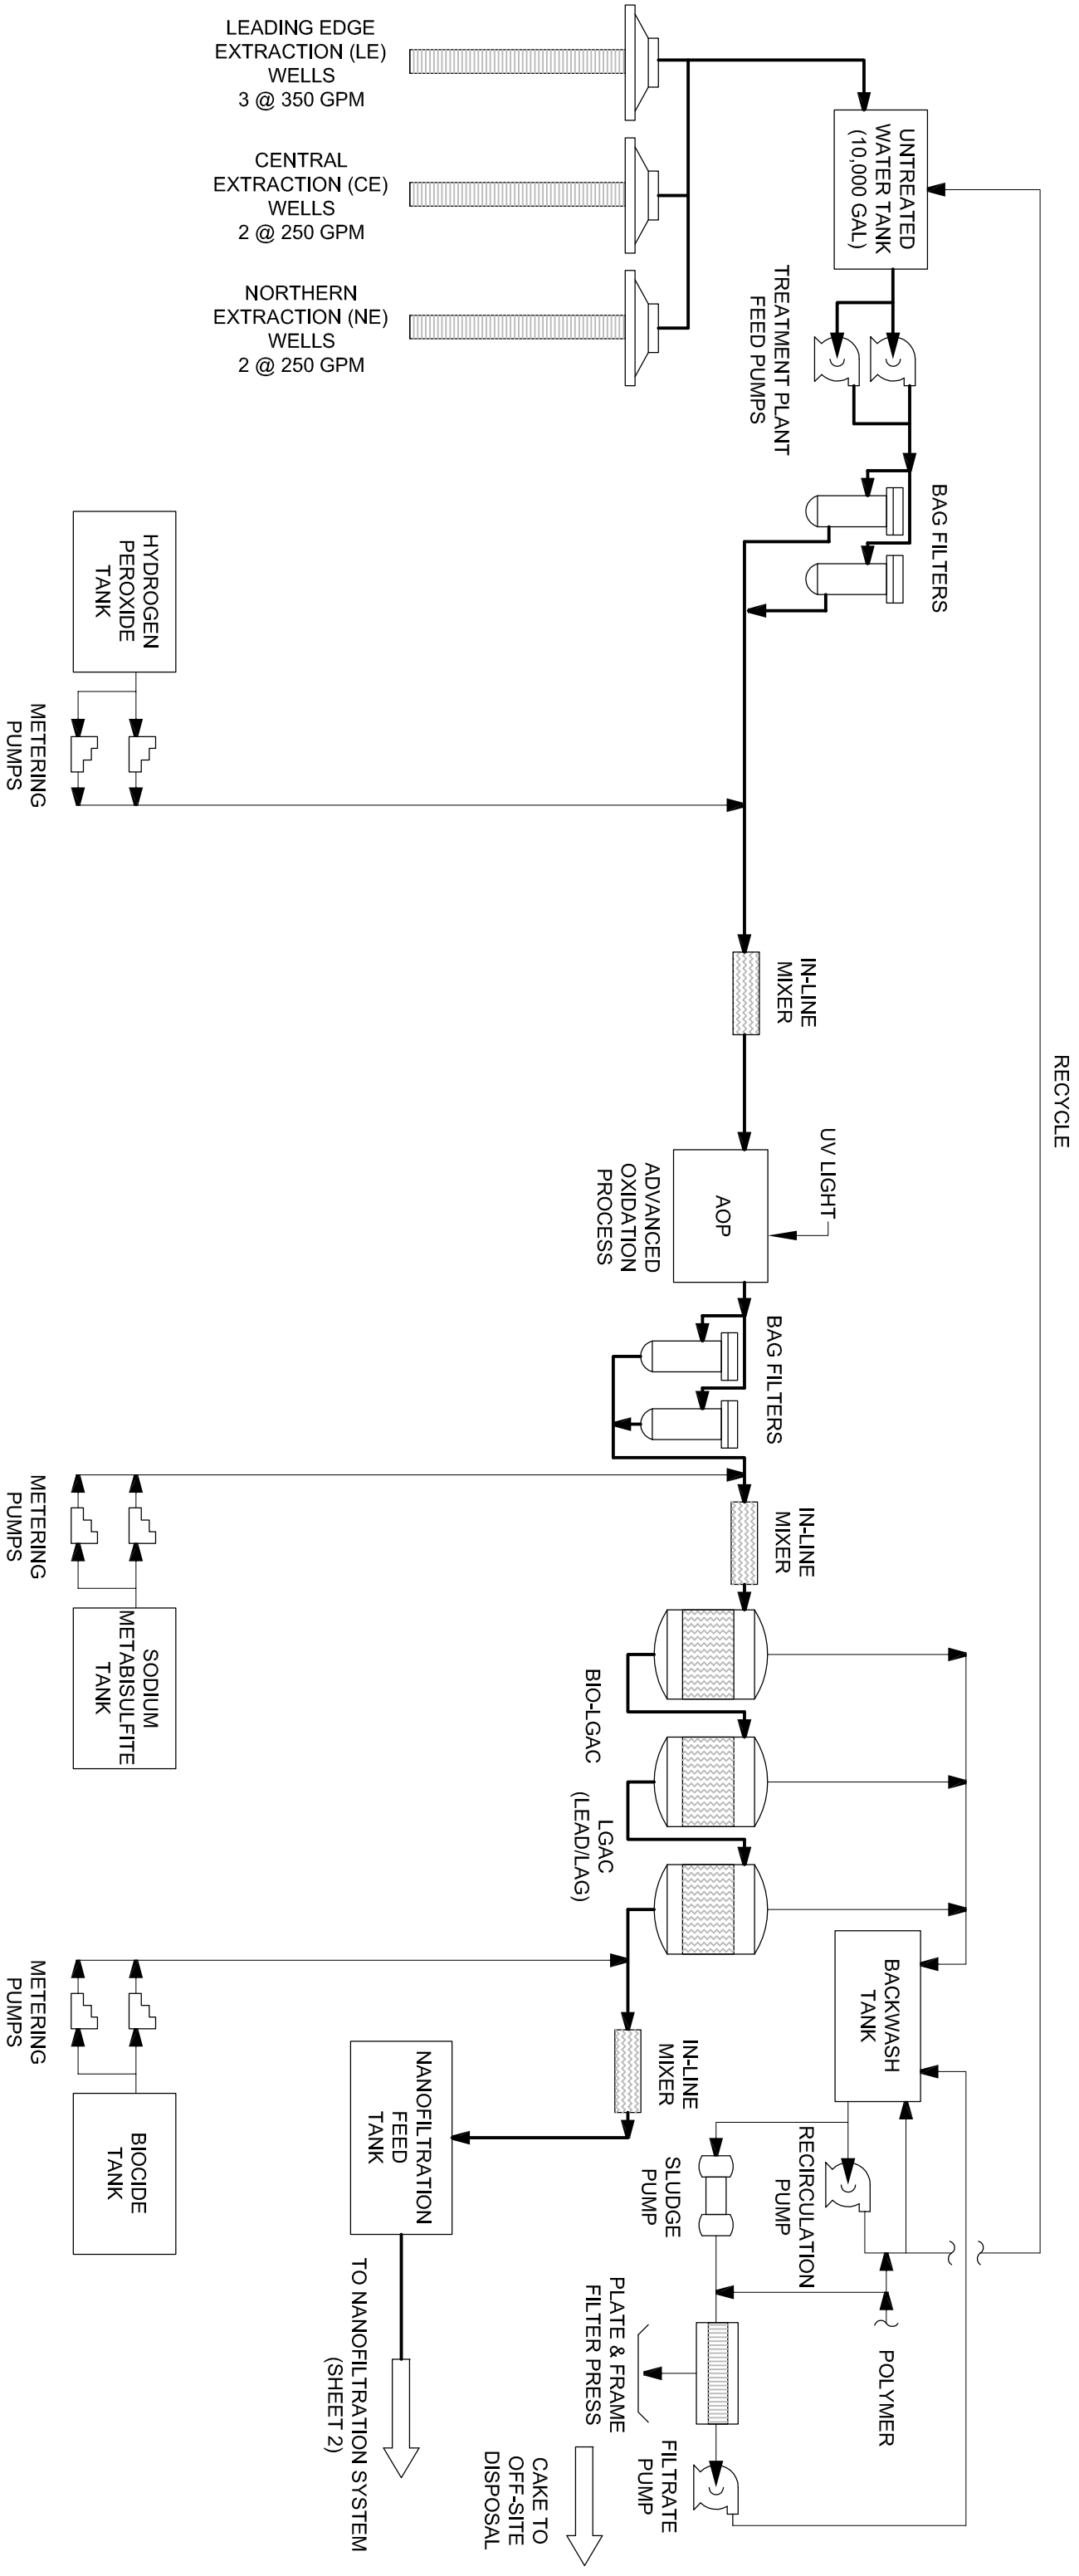 LEADING EDGE
EXTRACTION (LE)
WELLS
3 @ 350 GPM
CENTRAL
EXTRACTION (CE)
WELLS
2 @ 250 GPM
NORTHERN
EXTRACTION (NE)
WELLS
2 @ 250 GPM
UNTREATED
WATER TANK
(10,000 GAL)
TREATMENT PLANT
FEED PUMPS
BAG FILTERS
HYDROGEN
PEROXIDE
TANK
METERING
PUMPS
IN-LINE
MIXER
RECYCLE
UV LIGHT
AOP
ADVANCED
OXIDATION
PROCESS
BAG FILTERS
METERING
PUMPS
SODIUM
METABISULFITE
TANK
IN-LINE
MIXER
BIO-LGAC
LGAC
(LEAD/LAG)
BACKWASH
TANK
METERING
PUMPS
BIOCIDE
TANK
IN-LINE
MIXER
NANOFILTRATION
FEED
TANK
RECIRCULATION
PUMP
SLUDGE
PUMP
POLYMER
PLATE & FRAME
FILTER PRESS
FILTRATE
PUMP
TO NANOFILTRATION SYSTEM
(SHEET 2)
CAKE TO
OFF-SITE
DISPOSAL